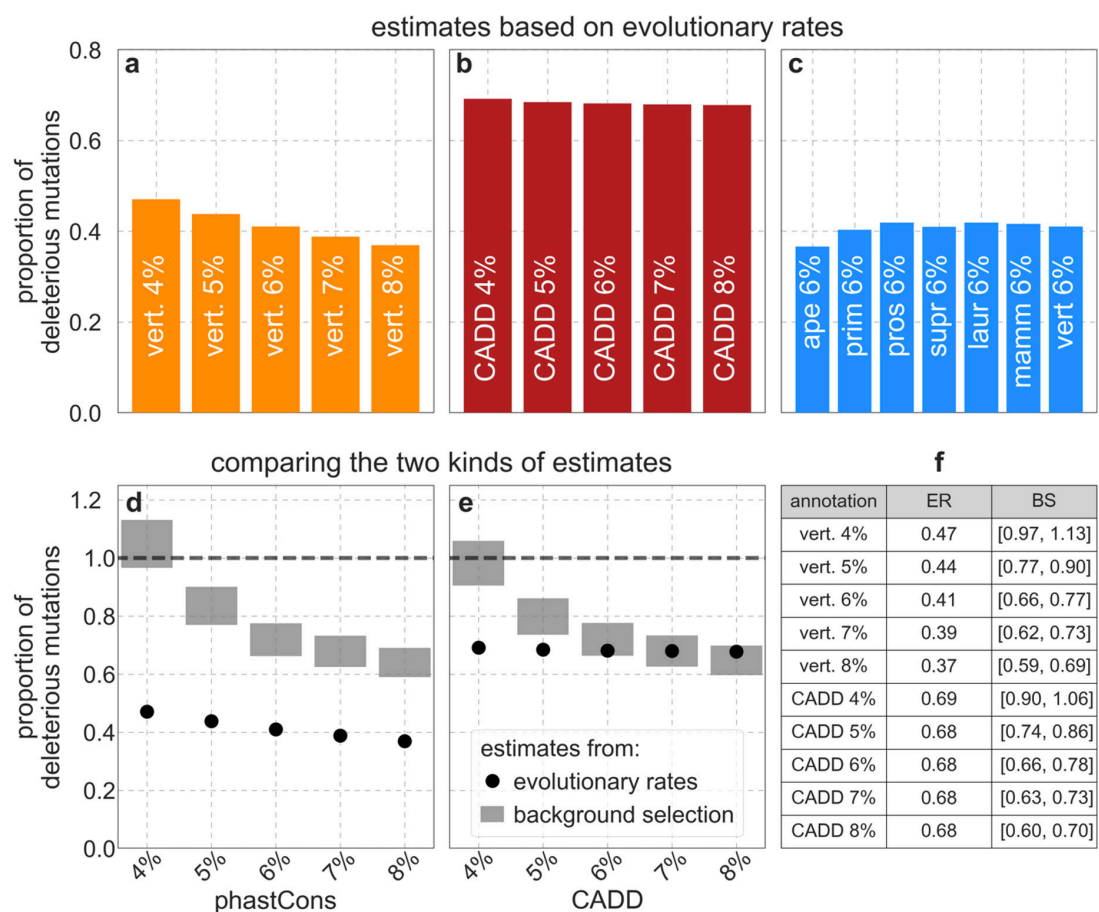 estimates based on evolutionary rates
proportion of
deleterious mutations
0.8
0.6
0.4
0.2
0.0
a
vert. 4%
vert. 5%
vert. 6%
vert. 7%
vert. 8%
b
CADD 4%
CADD 5%
CADD 6%
CADD 7%
CADD 8%
c
ape 6%
prim 6%
pros 6%
supr 6%
laur 6%
mamm 6%
vert 6%
comparing the two kinds of estimates
proportion of
deleterious mutations
1.2
1.0
0.8
0.6
0.4
0.2
0.0
d
4% 5% 6% 7% 8%
phastCons
e
estimates from:
evolutionary rates
background selection
4% 5% 6% 7% 8%
CADD
f
annotation ER BS
vert. 4% 0.47 [0.97, 1.13]
vert. 5% 0.44 [0.77, 0.90]
vert. 6% 0.41 [0.66, 0.77]
vert. 7% 0.39 [0.62, 0.73]
vert. 8% 0.37 [0.59, 0.69]
CADD 4% 0.69 [0.90, 1.06]
CADD 5% 0.68 [0.74, 0.86]
CADD 6% 0.68 [0.66, 0.78]
CADD 7% 0.68 [0.63, 0.73]
CADD 8% 0.68 [0.60, 0.70]